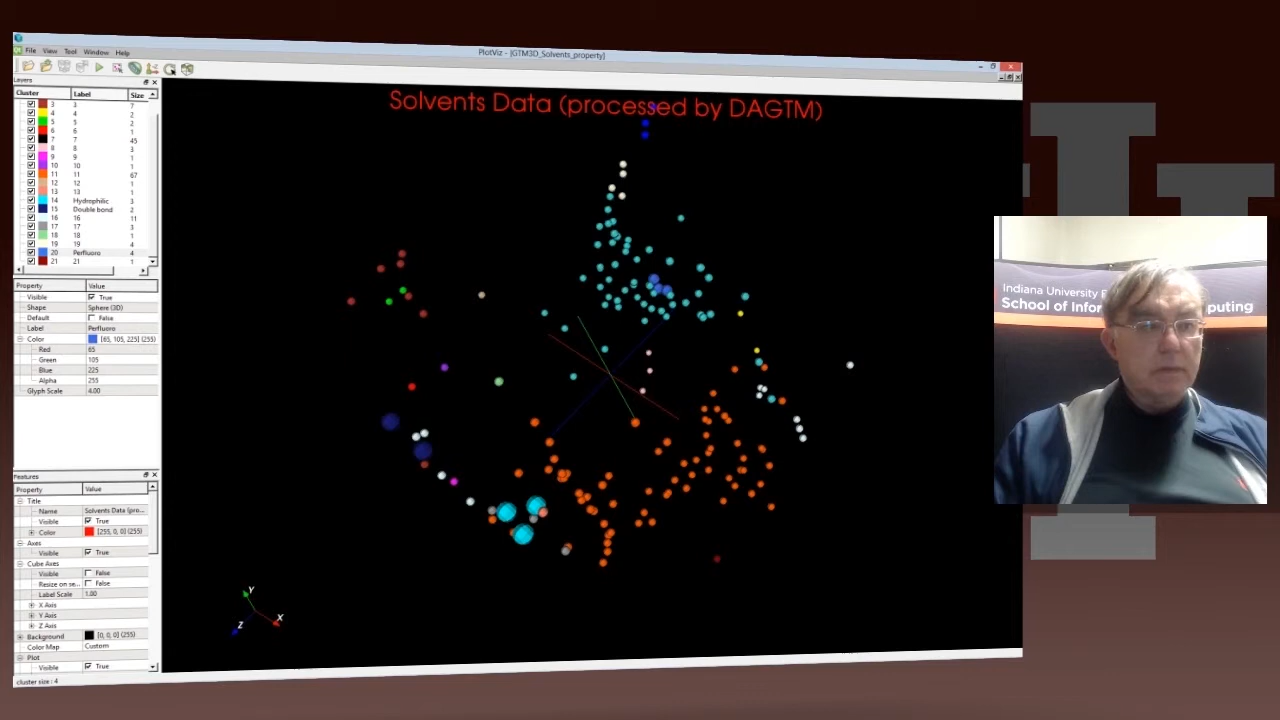 PlotViz - [GTM3D_Solvents_property]
File View Tool Window Help
Layers
Cluster Label Size
3 3 7
4 4 2
5 5 2
6 6 1
7 7 45
8 8 3
9 9 1
10 10 1
11 11 67
12 12 1
13 13 1
14 Hydrophilic 3
15 Double bond 2
16 16 11
17 17 3
18 18 1
19 19 4
20 Perfluoro 4
21 21 1
Property Value
Visible True
Shape Sphere (3D)
Default False
Label Perfluoro
Color [65, 105, 225] (255)
Red 65
Green 105
Blue 225
Alpha 255
Glyph Scale 4.00
Features
Property Value
Title
Name Solvents Data (pro...
Visible True
Color [255, 0, 0] (255)
Axes
Visible True
Cube Axes
Visible False
Resize on se... False
Label Scale 1.00
X Axis
Y Axis
Z Axis
Background [0, 0, 0] (255)
Color Map Custom
Plot
Visible True
cluster size : 4
Solvents Data (processed by DAGTM)
Y
Z X
Indiana University
School of Infor puting